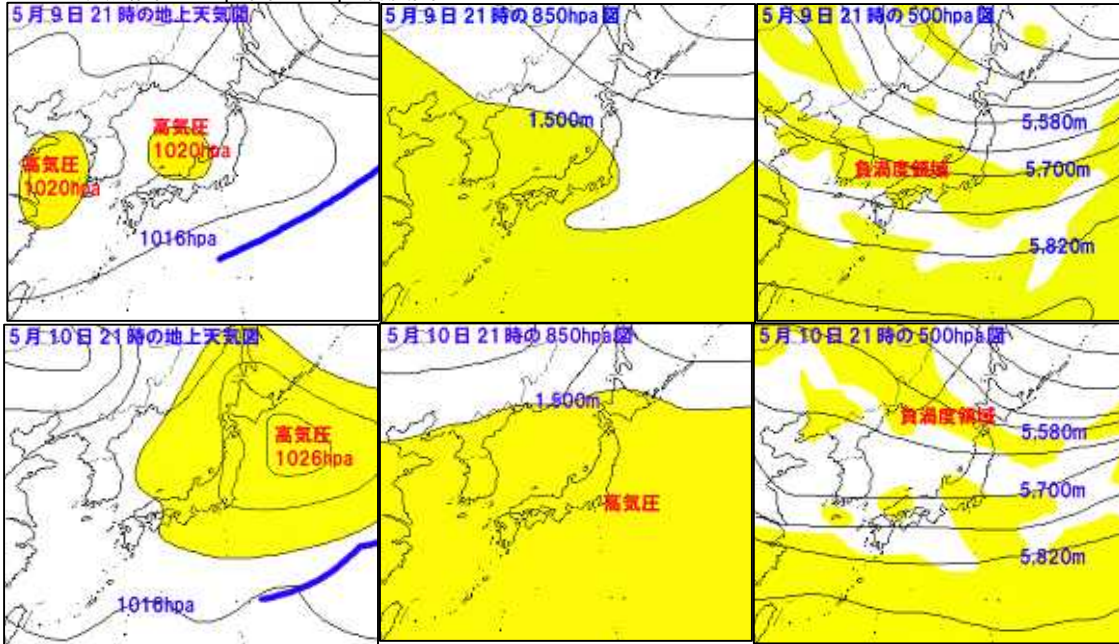 5月9日21時の地上天気図
高気圧
1020hpa
高気圧
1020hpa
1016hpa
5月9日21時の850hpa図
1.500m
5月9日21時の500hpa図
5,580m
5,700m
負渦度領域
5,820m
5月10日21時の地上天気図
高気圧
1026hpa
1016hpa
5月10日21時の850hpa図
1.500m
高気圧
5月10日21時の500hpa図
負渦度領域
5,580m
5,700m
5,820m